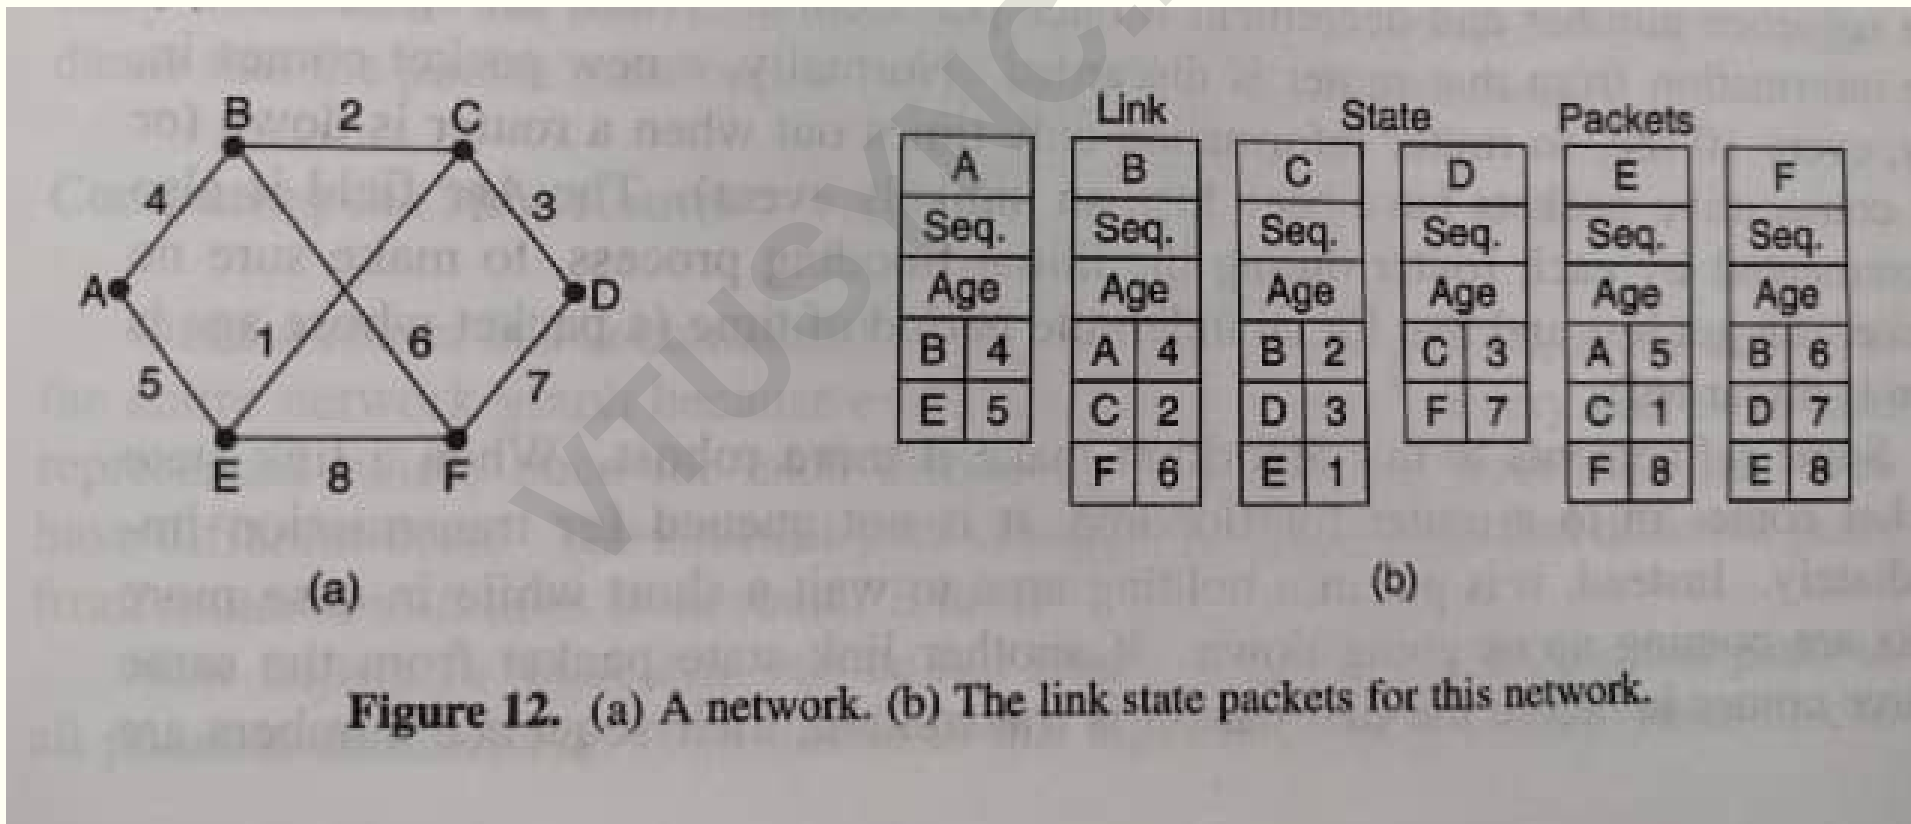 B 2 C
4 3
A D
1 6
5 7
E 8 F
(a)
Link State Packets
A B C D E F
Seq. Seq. Seq. Seq. Seq. Seq.
Age Age Age Age Age Age
B 4 A 4 B 2 C 3 A 5 B 6
E 5 C 2 D 3 F 7 C 1 D 7
F 6 E 1 F 8 E 8
(b)
Figure 12. (a) A network. (b) The link state packets for this network.
VTUSYNC.